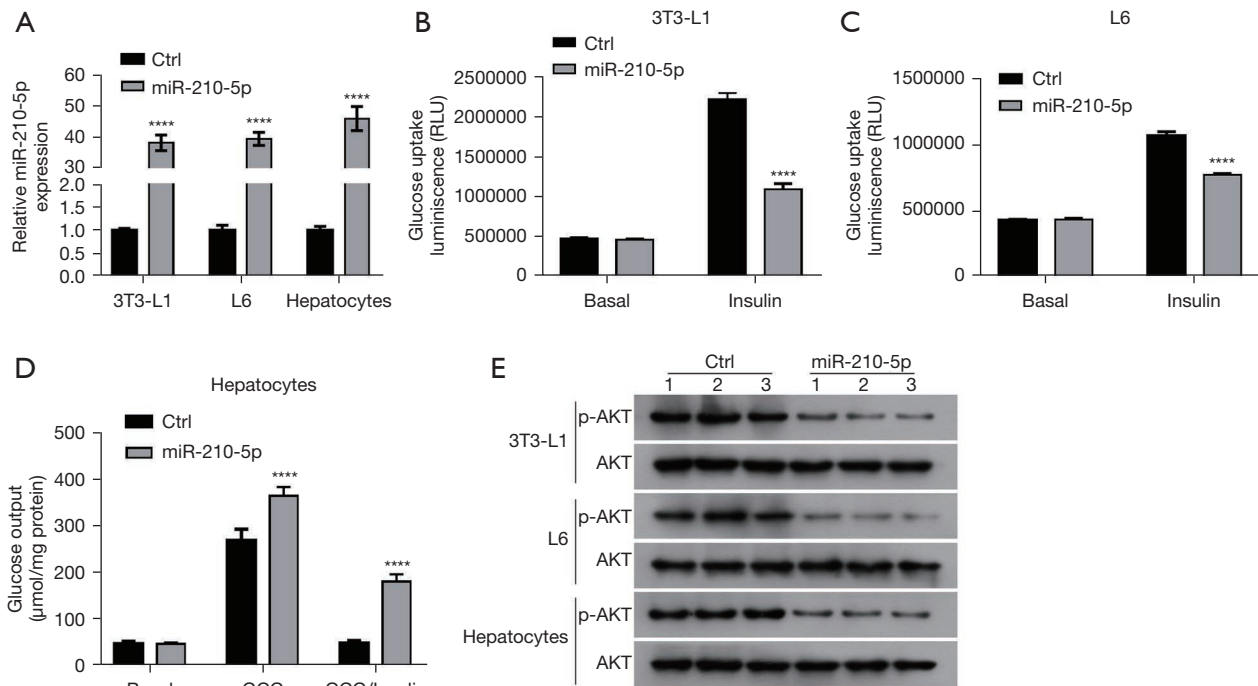 A
Ctrl
miR-210-5p
Relative miR-210-5p
expression
60
50
40
30
2.0
1.5
1.0
0.5
0.0
****
****
****
3T3-L1
L6
Hepatocytes
B
3T3-L1
Ctrl
miR-210-5p
Glucose uptake
luminiscence (RLU)
2500000
2000000
1500000
1000000
500000
0
****
Basal
Insulin
C
L6
Ctrl
miR-210-5p
Glucose uptake
luminiscence (RLU)
1500000
1000000
500000
0
****
Basal
Insulin
D
Hepatocytes
Ctrl
miR-210-5p
Glucose output
(μmol/mg protein)
500
400
300
200
100
0
****
****
E
Ctrl
miR-210-5p
1 2 3 1 2 3
3T3-L1
p-AKT
AKT
L6
p-AKT
AKT
Hepatocytes
p-AKT
AKT